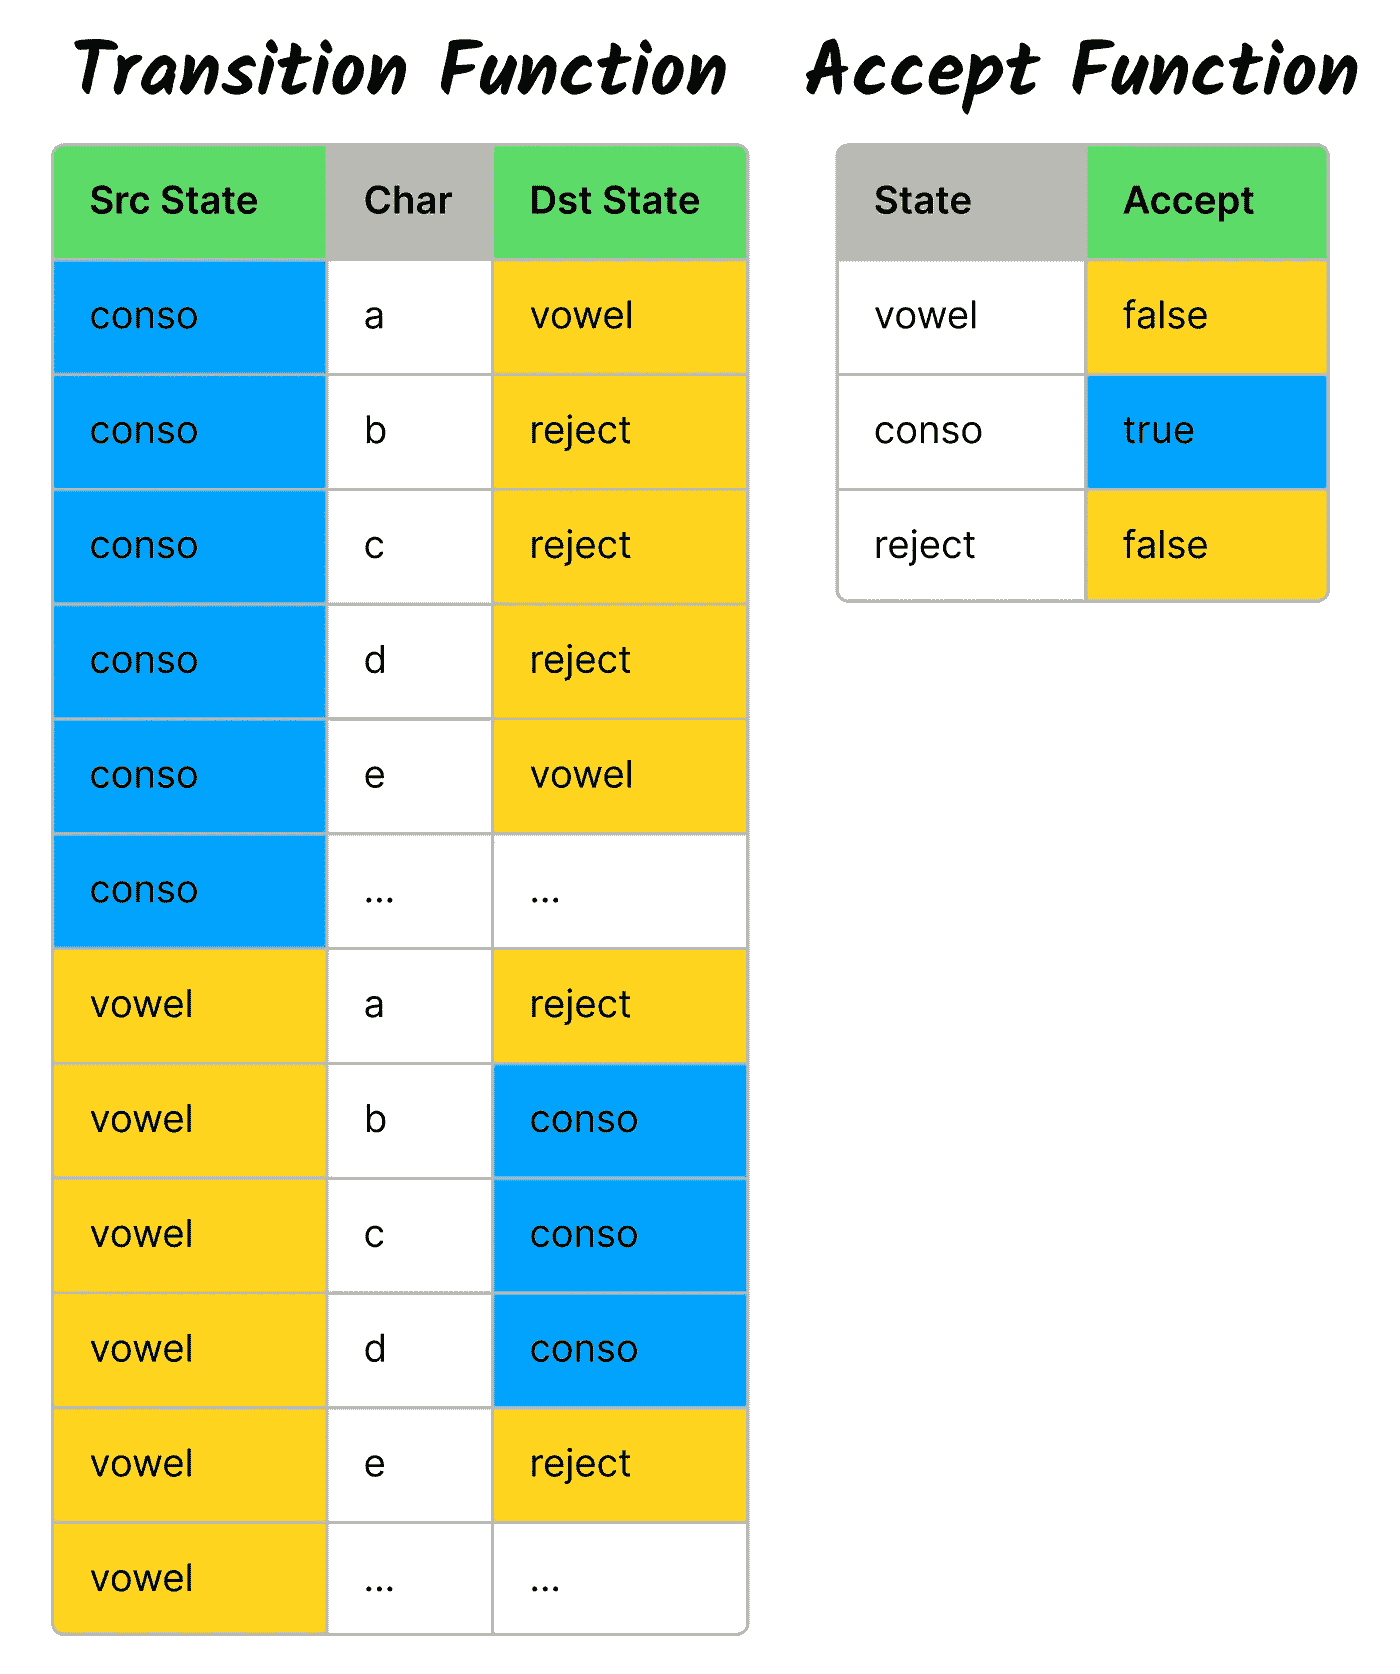 Transition Function
Src State Char Dst State
conso a vowel
conso b reject
conso c reject
conso d reject
conso e vowel
conso ... ...
vowel a reject
vowel b conso
vowel c conso
vowel d conso
vowel e reject
vowel ... ...
Accept Function
State Accept
vowel false
conso true
reject false